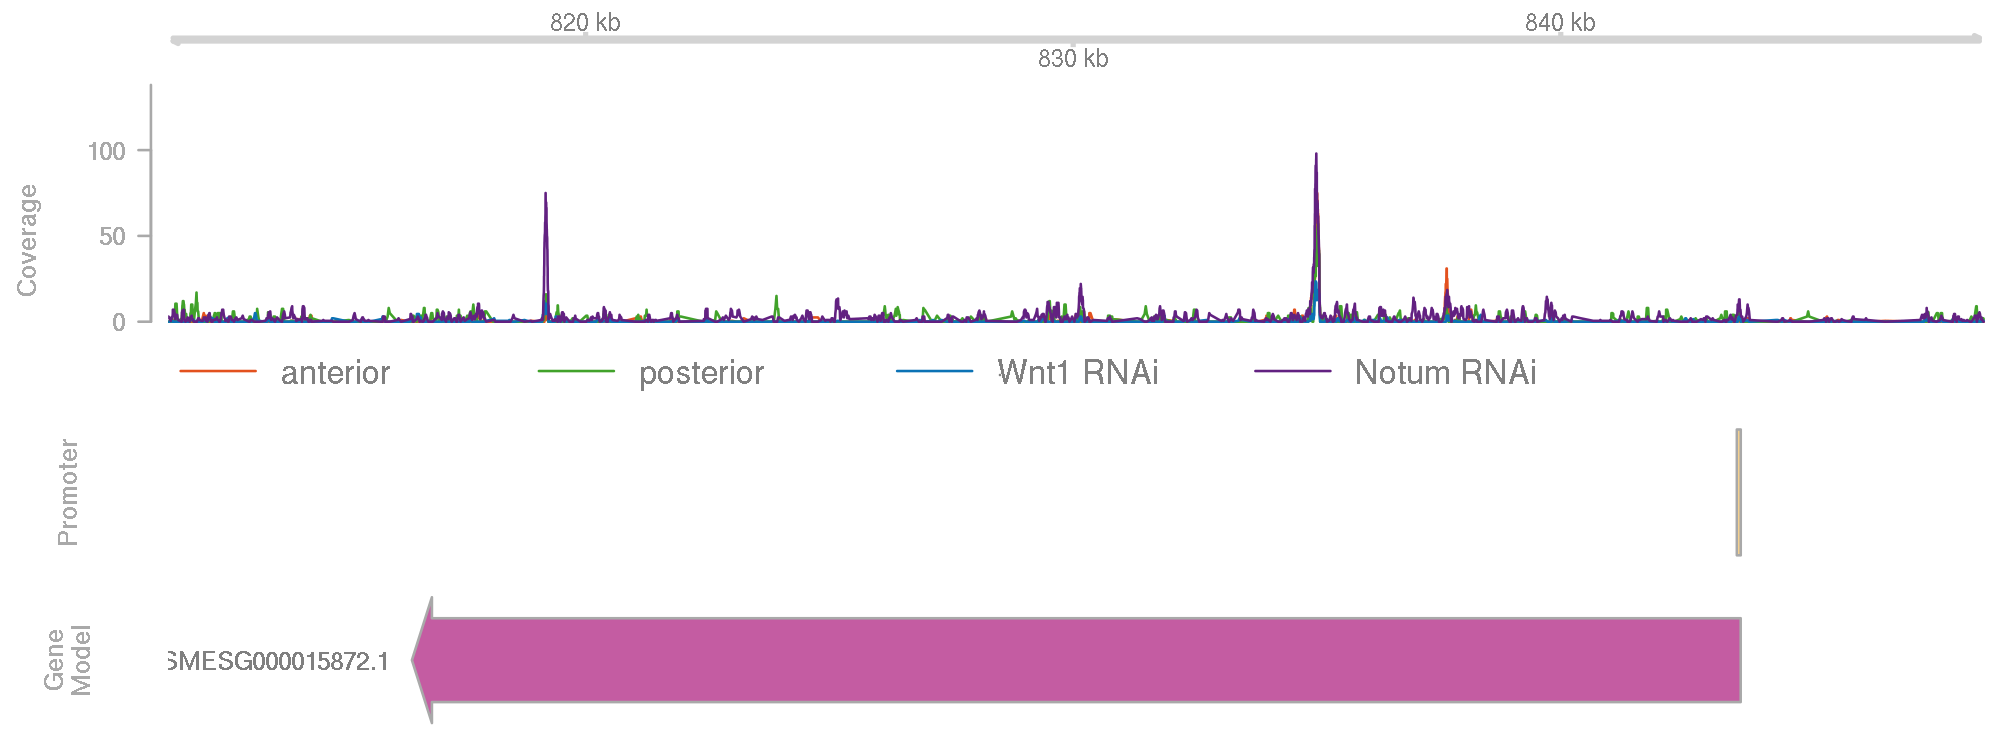 820 kb
840 kb
830 kb
Coverage
100
50
0
anterior
posterior
Wnt1 RNAi
Notum RNAi
Promoter
Gene
Model
SMESG000015872.1